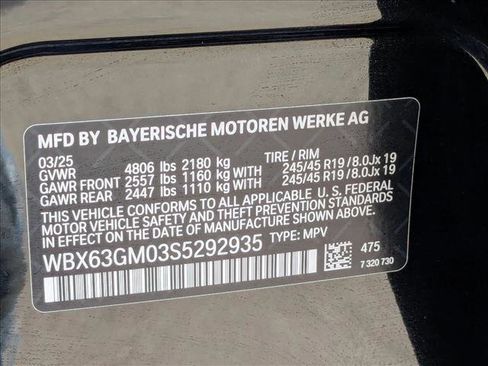 MFD BY BAYERISCHE MOTOREN WERKE AG
03/25
GVWR 4806 lbs 2180 kg TIRE / RIM
GAWR FRONT 2557 lbs 1160 kg WITH 245/45 R19 / 8.0Jx 19
GAWR REAR 2447 lbs 1110 kg WITH 245/45 R19 / 8.0Jx 19
THIS VEHICLE CONFORMS TO ALL APPLICABLE U. S. FEDERAL
MOTOR VEHICLE SAFETY AND THEFT PREVENTION STANDARDS
IN EFFECT ON THE DATE OF MANUFACTURE SHOWN ABOVE.
WBX63GM03S5292935 TYPE: MPV
475
7 320 730